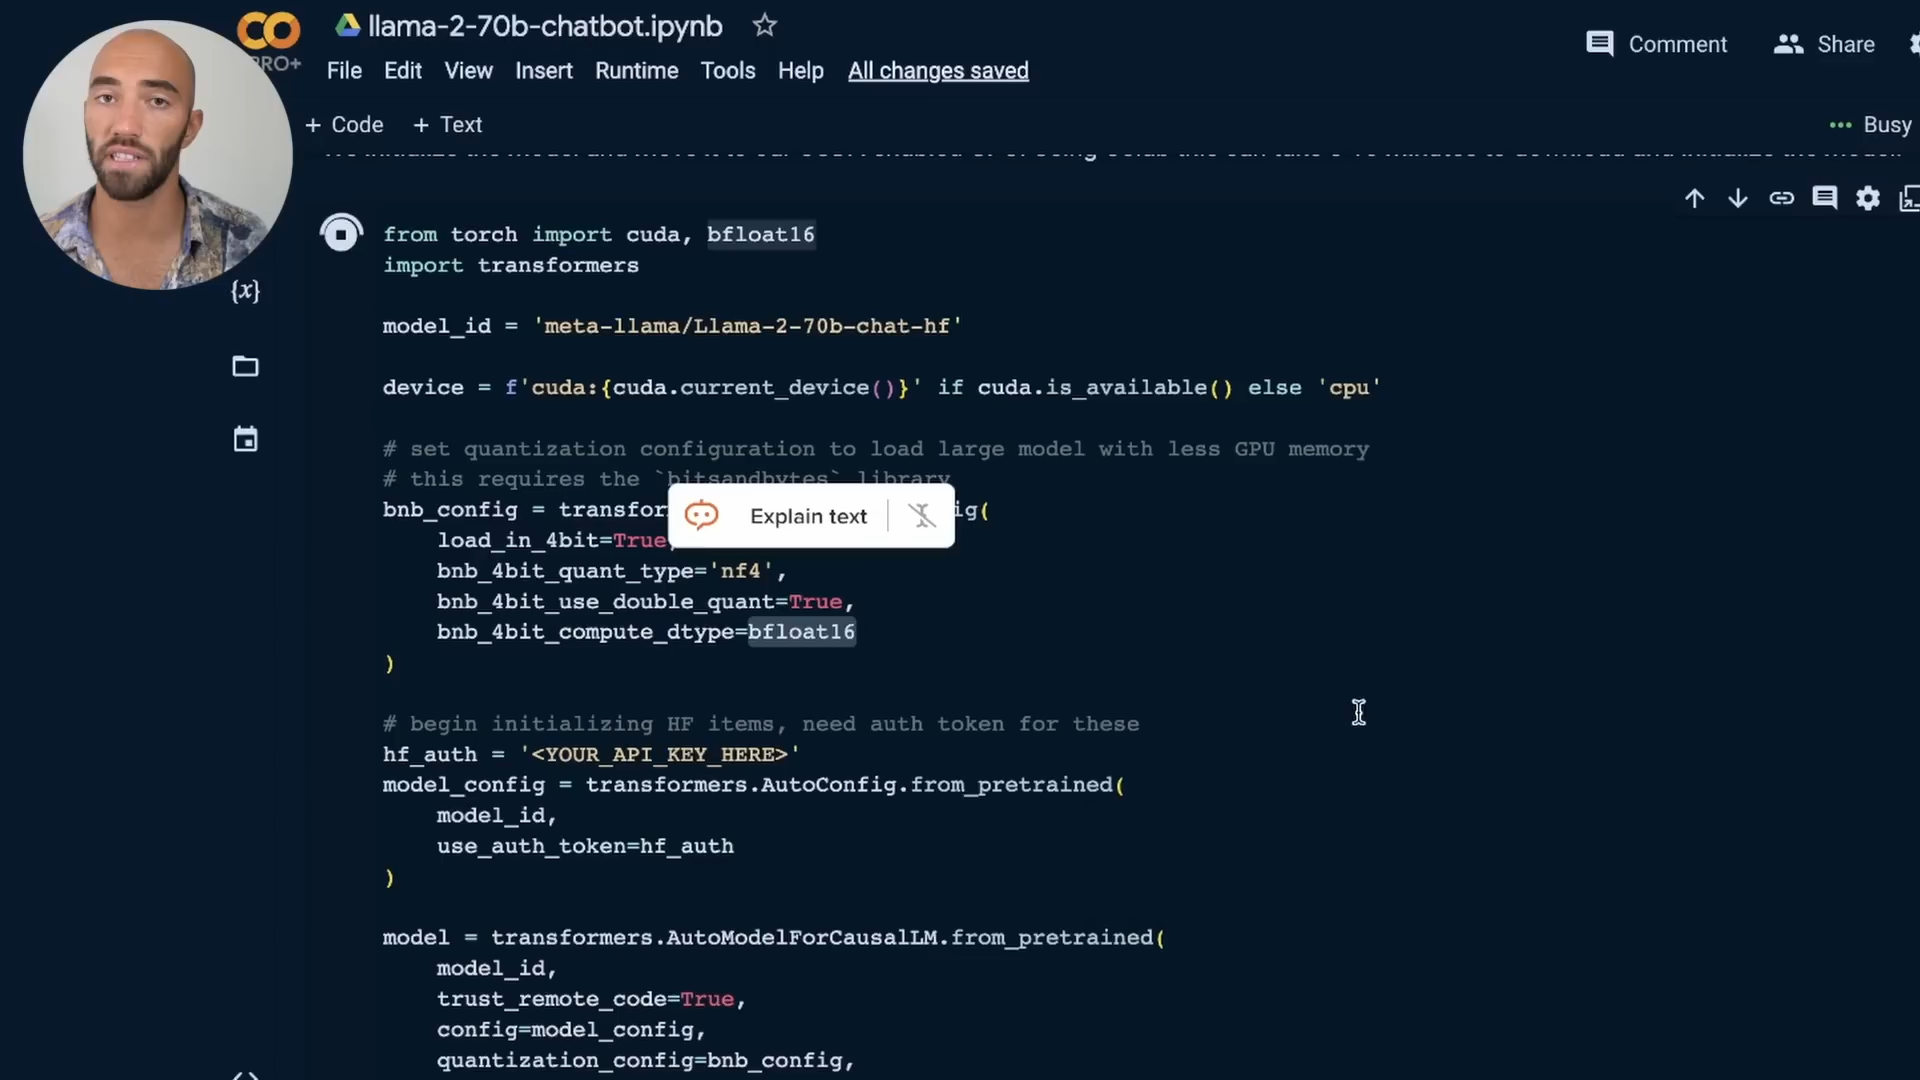 llama-2-70b-chatbot.ipynb
Comment
Share
PRO+
File Edit View Insert Runtime Tools Help All changes saved
+ Code + Text
Busy
from torch import cuda, bfloat16
import transformers
{x}
model_id = 'meta-llama/Llama-2-70b-chat-hf'
device = f'cuda:{cuda.current_device()}' if cuda.is_available() else 'cpu'
# set quantization configuration to load large model with less GPU memory
# this requires the `bitsandbytes` library
bnb_config = transfor ig(
Explain text
load_in_4bit=True,
bnb_4bit_quant_type='nf4',
bnb_4bit_use_double_quant=True,
bnb_4bit_compute_dtype=bfloat16
)
# begin initializing HF items, need auth token for these
hf_auth = '<YOUR_API_KEY_HERE>'
model_config = transformers.AutoConfig.from_pretrained(
model_id,
use_auth_token=hf_auth
)
model = transformers.AutoModelForCausalLM.from_pretrained(
model_id,
trust_remote_code=True,
config=model_config,
quantization_config=bnb_config,